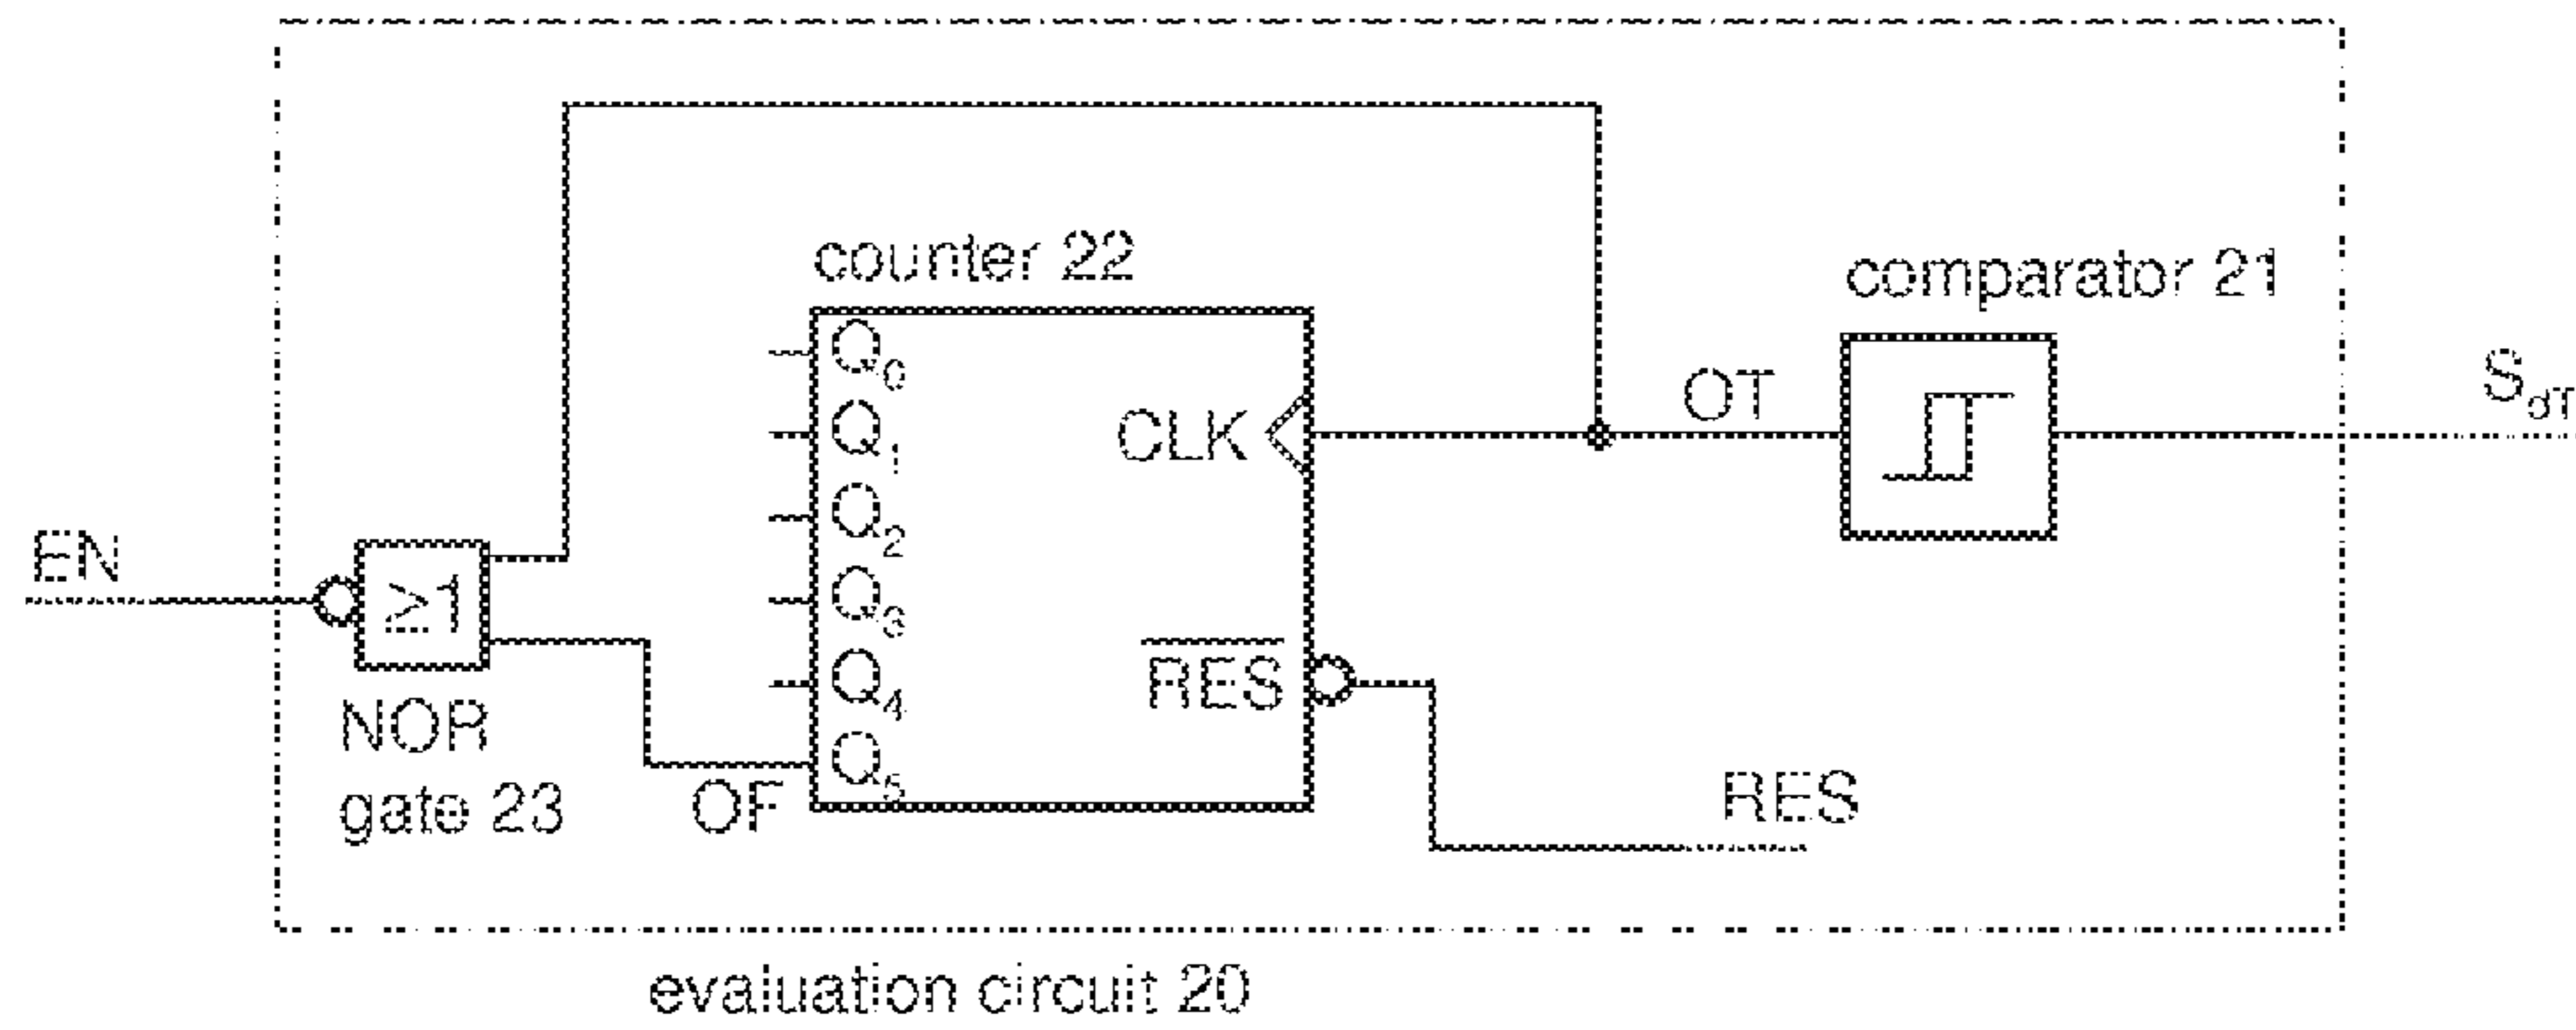 counter 22
comparator 21
Q0
OT
SdT
Q1
CLK
Q2
EN
≥1
Q3
RES
Q4
NOR
gate 23
Q5
OF
RES
evaluation circuit 20